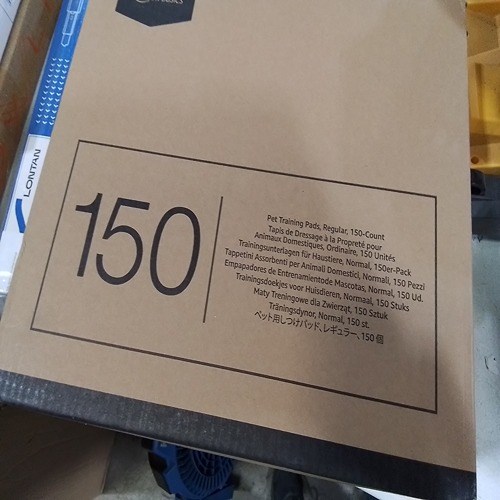 LONTAN
150
Pet Training Pads, Regular, 150-Count
Tapis de Dressage à la Propreté pour
Animaux Domestiques, Ordinaire, 150 Unités
Trainingsunterlagen für Haustiere, Normal, 150er-Pack
Tappetini Assorbenti per Animali Domestici, Normali, 150 Pezzi
Empapadores de Entrenamientode Mascotas, Normal, 150 Ud.
Trainingsdoekjes voor Huisdieren, Normaal, 150 Stuks
Maty Treningowe dla Zwierząt, 150 Sztuk
Träningsdynor, Normal, 150 st.
ペット用しつけパッド、レギュラー、150 個